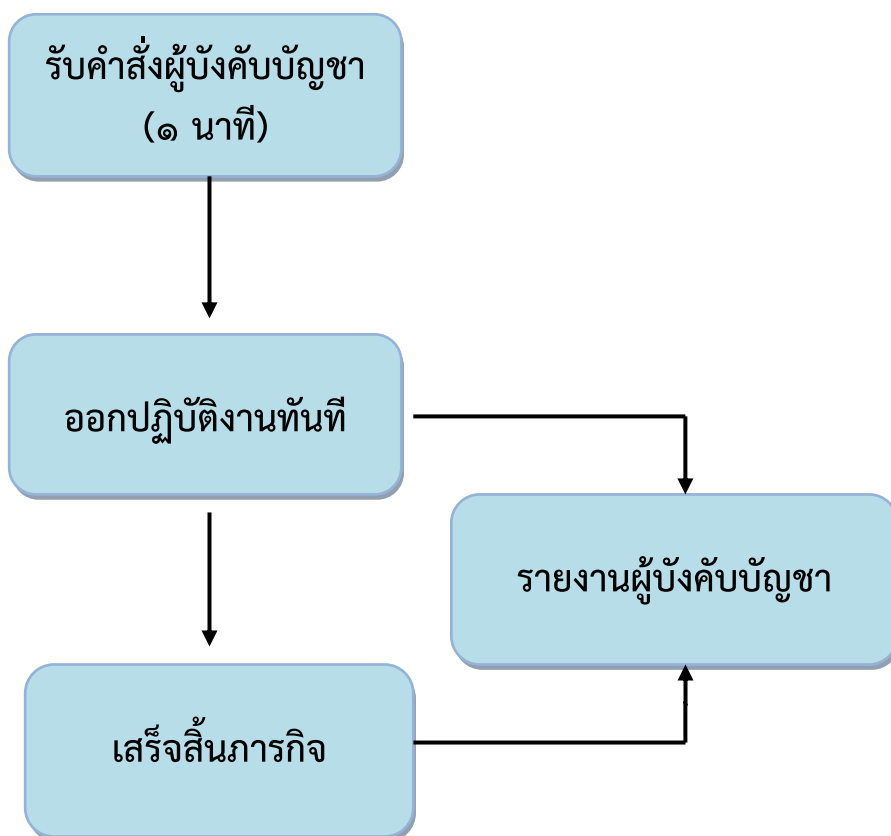 รับคำสั่งผู้บังคับบัญชา
(๑ นาที)
ออกปฏิบัติงานทันที
รายงานผู้บังคับบัญชา
เสร็จสิ้นภารกิจ